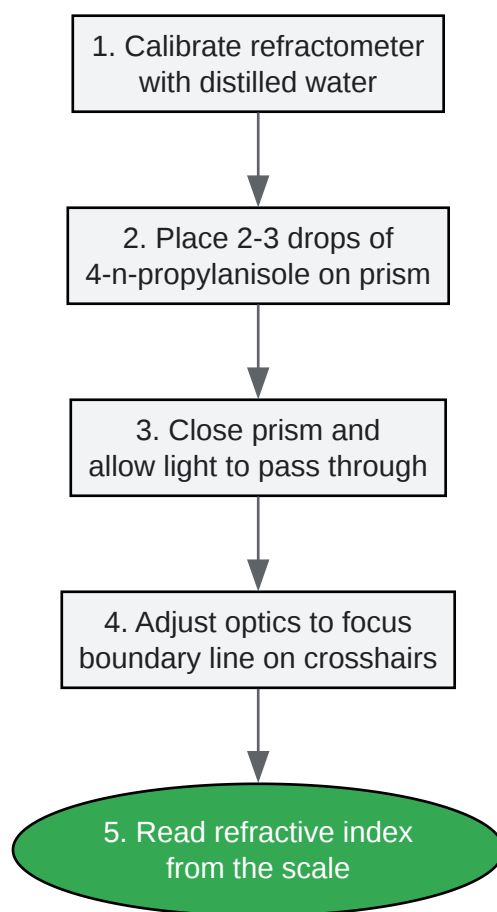 1. Calibrate refractometer
with distilled water
2. Place 2-3 drops of
4-n-propylanisole on prism
3. Close prism and
allow light to pass through
4. Adjust optics to focus
boundary line on crosshairs
5. Read refractive index
from the scale